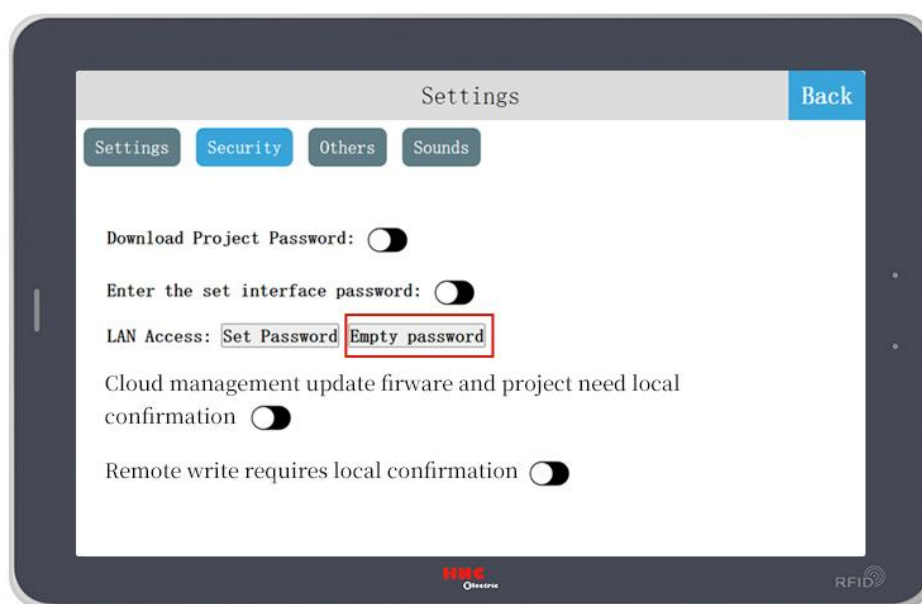 Settings
Back
Settings Security Others Sounds
Download Project Password:
Enter the set interface password:
LAN Access: Set Password Empty password
Cloud management update firware and project need local
confirmation
Remote write requires local confirmation
HMC
Electric
RFID